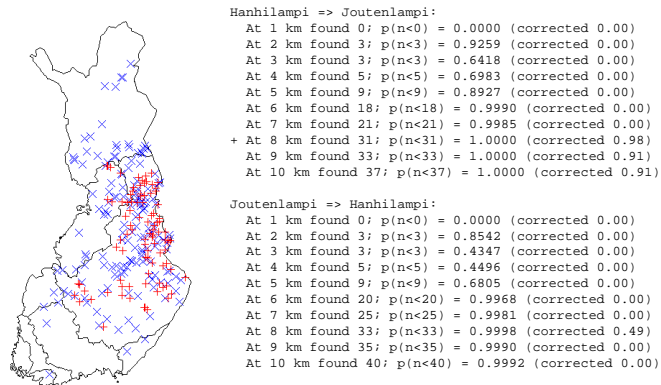 Hanhilampi => Joutenlampi:
At 1 km found 0; p(n<0) = 0.0000 (corrected 0.00)
At 2 km found 3; p(n<3) = 0.9259 (corrected 0.00)
At 3 km found 3; p(n<3) = 0.6418 (corrected 0.00)
At 4 km found 5; p(n<5) = 0.6983 (corrected 0.00)
At 5 km found 9; p(n<9) = 0.8927 (corrected 0.00)
At 6 km found 18; p(n<18) = 0.9990 (corrected 0.00)
At 7 km found 21; p(n<21) = 0.9985 (corrected 0.00)
+ At 8 km found 31; p(n<31) = 1.0000 (corrected 0.98)
At 9 km found 33; p(n<33) = 1.0000 (corrected 0.91)
At 10 km found 37; p(n<37) = 1.0000 (corrected 0.91)
Joutenlampi => Hanhilampi:
At 1 km found 0; p(n<0) = 0.0000 (corrected 0.00)
At 2 km found 3; p(n<3) = 0.8542 (corrected 0.00)
At 3 km found 3; p(n<3) = 0.4347 (corrected 0.00)
At 4 km found 5; p(n<5) = 0.4496 (corrected 0.00)
At 5 km found 9; p(n<9) = 0.6805 (corrected 0.00)
At 6 km found 20; p(n<20) = 0.9968 (corrected 0.00)
At 7 km found 25; p(n<25) = 0.9981 (corrected 0.00)
At 8 km found 33; p(n<33) = 0.9998 (corrected 0.49)
At 9 km found 35; p(n<35) = 0.9990 (corrected 0.00)
At 10 km found 40; p(n<40) = 0.9992 (corrected 0.00)